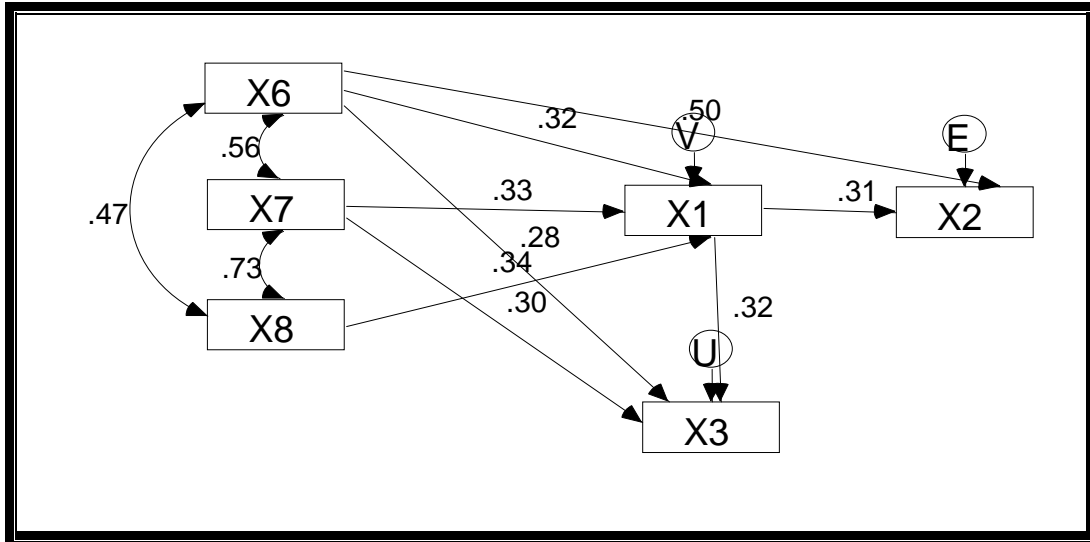 X6
.50
.32
V
E
.56
X7
.33
X1
.31
X2
.47
.28
.34
.73
.30
.32
X8
U
X3